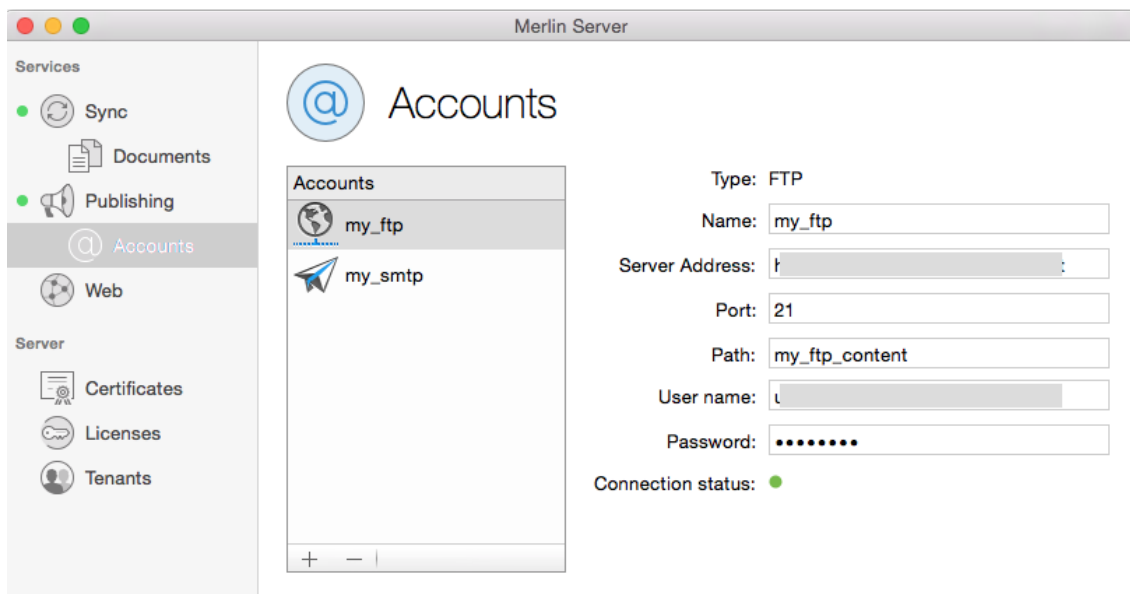 Merlin Server
Services
Sync
Documents
Publishing
Accounts
Web
Server
Certificates
Licenses
Tenants
Accounts
Accounts
my_ftp
my_smtp
Type: FTP
Name: my_ftp
Server Address:
Port: 21
Path: my_ftp_content
User name:
Password: ••••••••
Connection status: